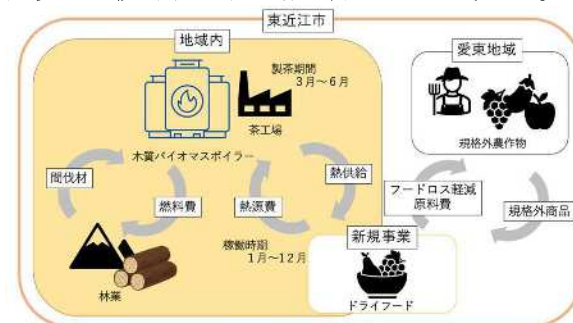 東近江市
地域内
製茶期間
3月～6月
茶工場
木質バイオマスボイラー
間伐材
燃料費
熱源費
熱供給
稼働時期
1月～12月
林業
愛東地域
規格外農作物
フードロス軽減
原料費
規格外商品
新規事業
ドライフード